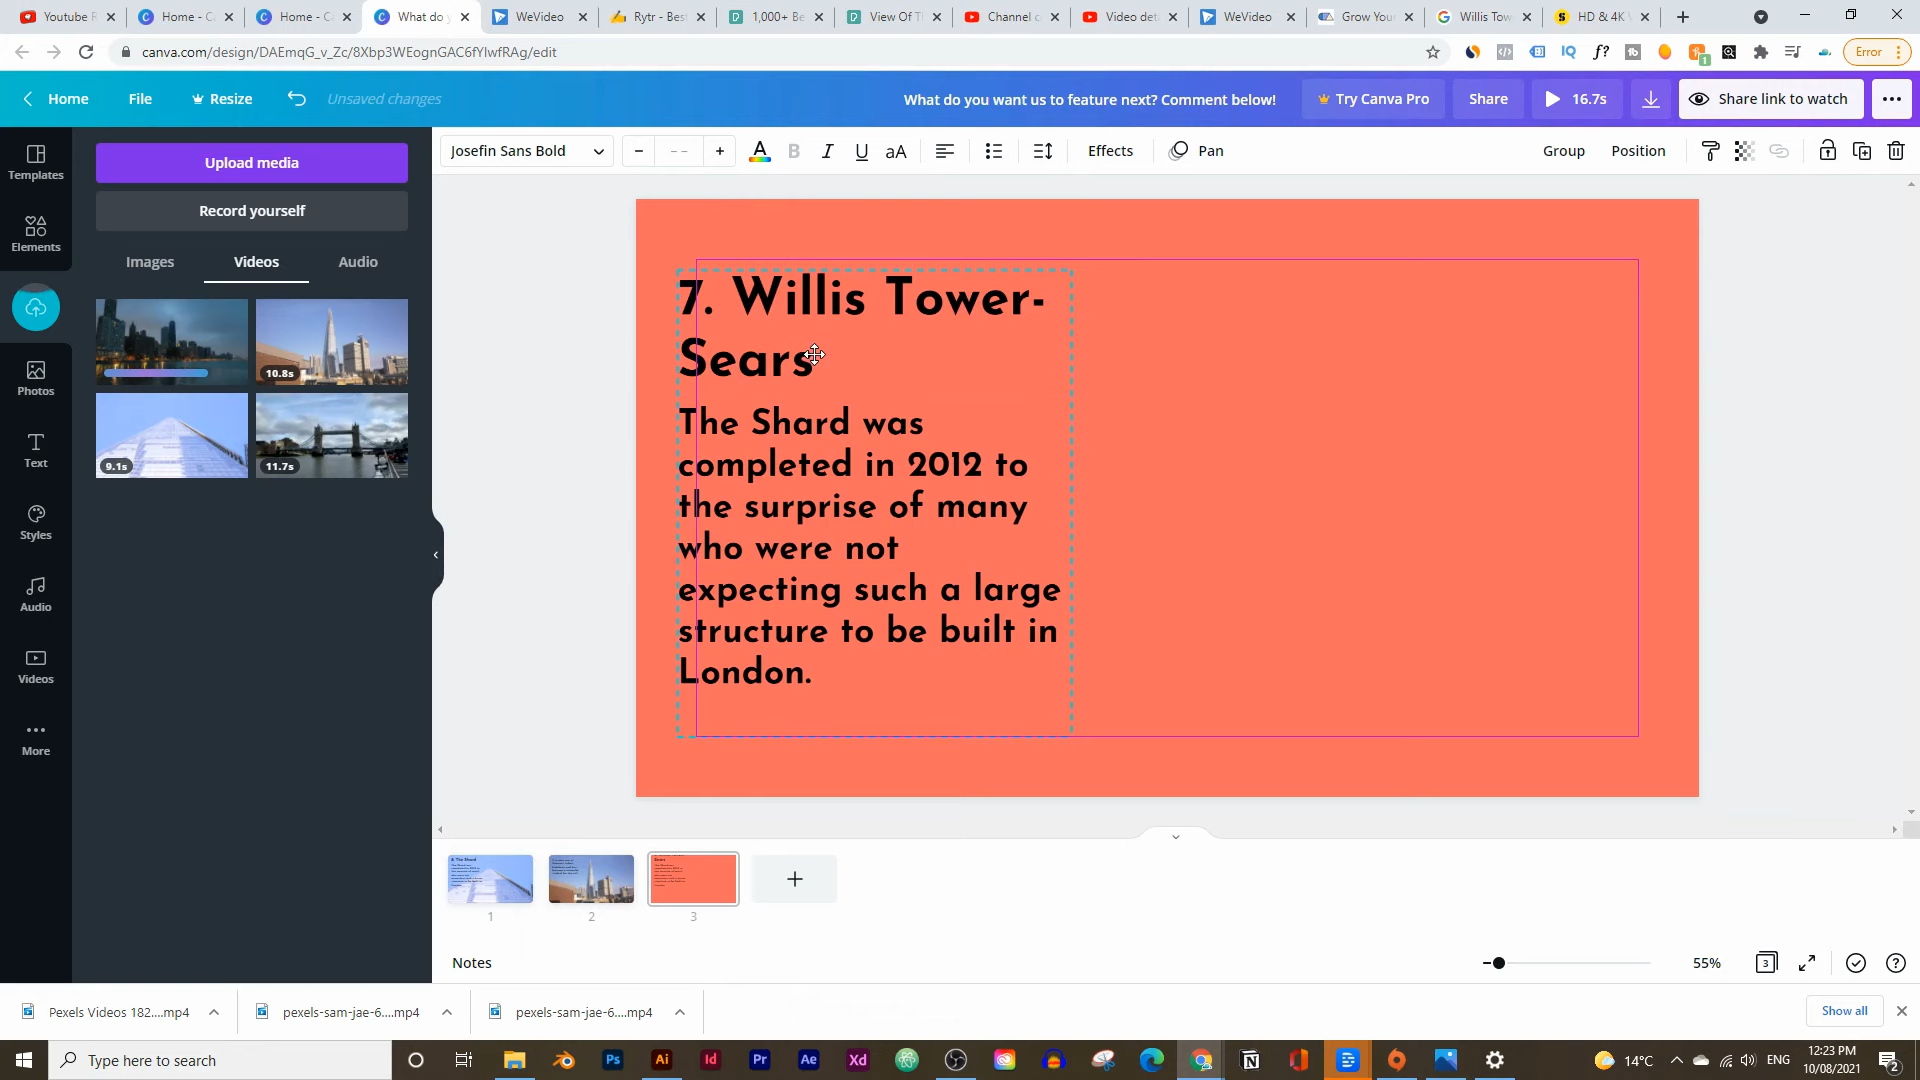 Youtube R
Home - C
Home - C
What do y
WeVideo
Rytr - Bes
1,000+ Be
View Of T
Channel c
Video det
WeVideo
Grow You
Willis Tow
HD & 4K
canva.com/design/DAEmqG_v_Zc/8Xbp3WEognGAC6fYlwfRAg/edit
Error
Home
File
Resize
Unsaved changes
What do you want us to feature next? Comment below!
Try Canva Pro
Share
16.7s
Share link to watch
Templates
Elements
Photos
Text
Styles
Audio
Videos
More
Upload media
Record yourself
Images
Videos
Audio
10.8s
9.1s
11.7s
Josefin Sans Bold
Effects
Pan
Group
Position
7. Willis Tower-
Sears
The Shard was
completed in 2012 to
the surprise of many
who were not
expecting such a large
structure to be built in
London.
1
2
3
Notes
55%
3
Pexels Videos 182....mp4
pexels-sam-jae-6....mp4
pexels-sam-jae-6....mp4
Show all
Type here to search
14°C
ENG
12:23 PM
10/08/2021
2